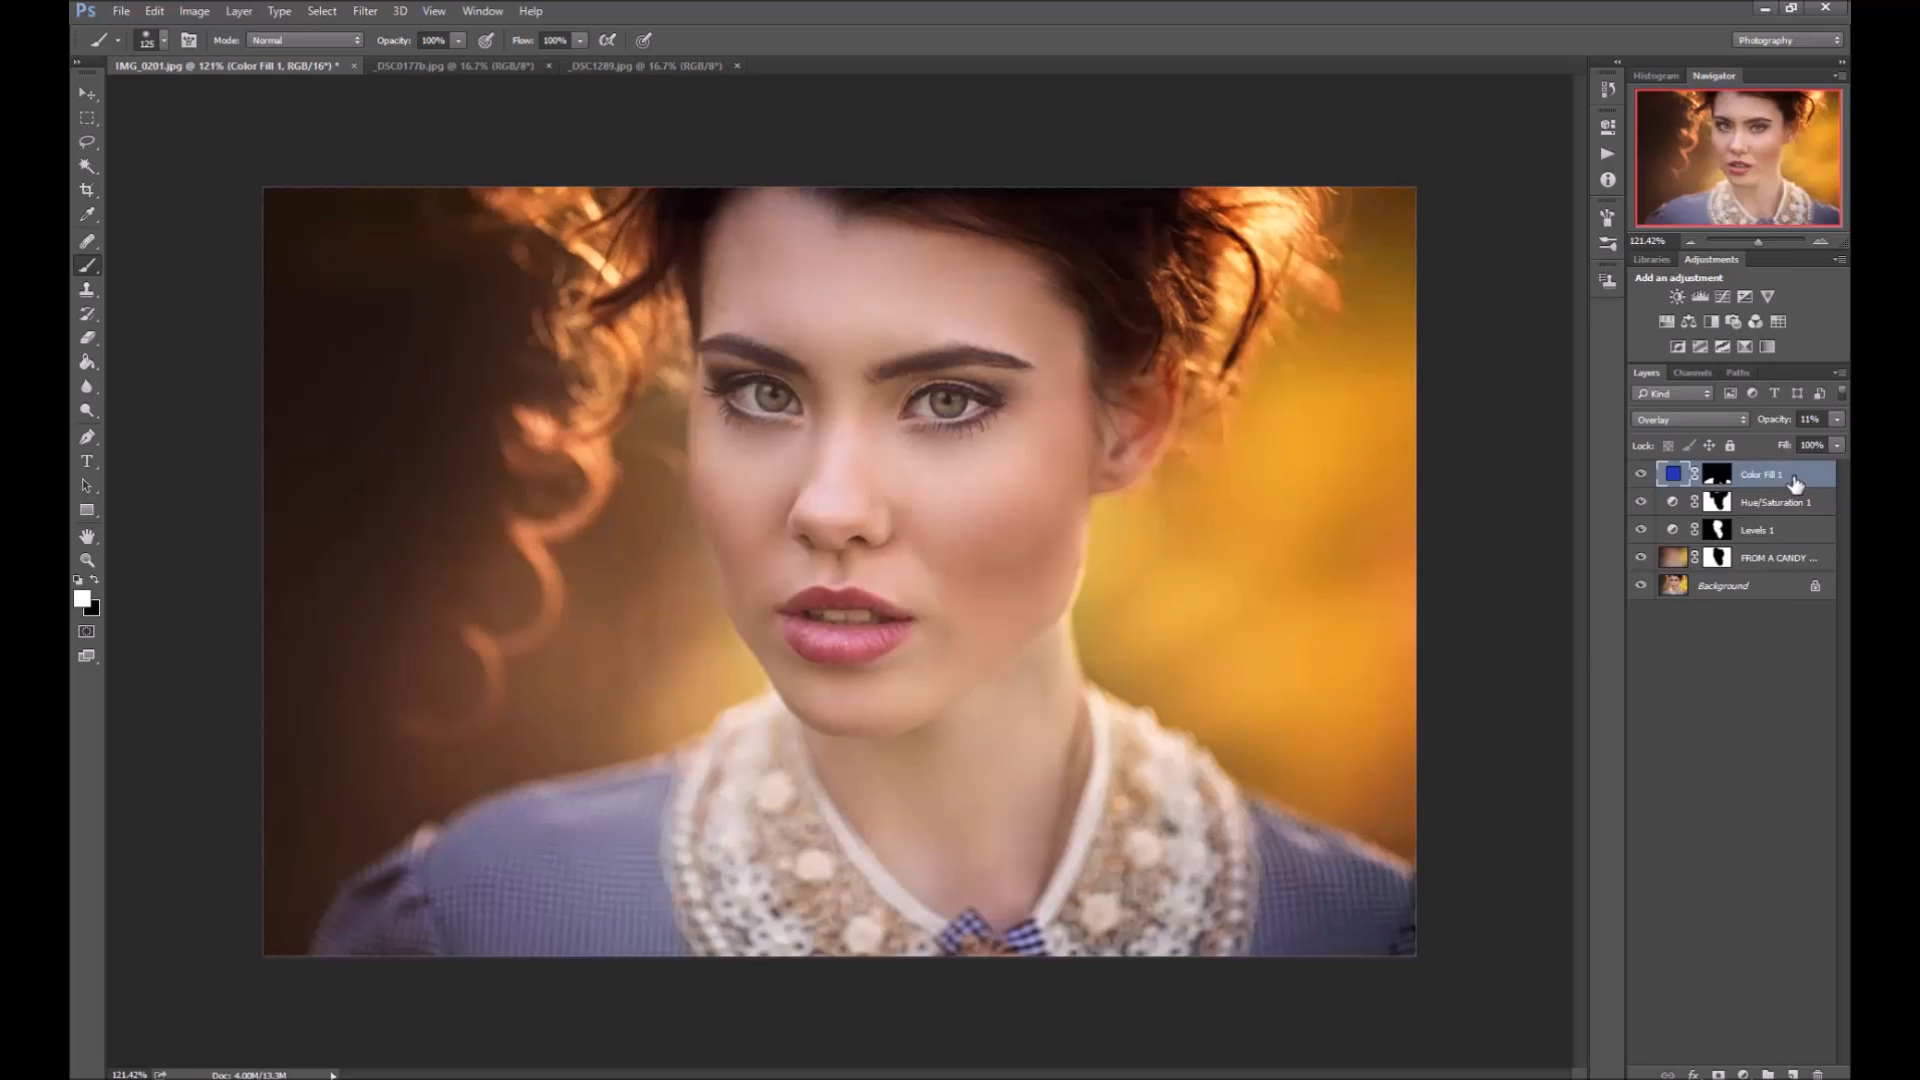 Ps File Edit Image Layer Type Select Filter 3D View Window Help
125 Mode: Normal Opacity: 100% Flow: 100% Photography
IMG_0201.jpg @ 121% (Color Fill 1, RGB/16*) * × _DSC0177b.jpg @ 16.7% (RGB/8*) × _DSC1289.jpg @ 16.7% (RGB/8*) ×
Histogram Navigator
121.42%
Libraries Adjustments
Add an adjustment
Layers Channels Paths
Kind
Overlay Opacity: 11%
Lock: Fill: 100%
Color Fill 1
Hue/Saturation 1
Levels 1
FROM A CANDY ...
Background
121.42% Doc: 4.00M/13.3M